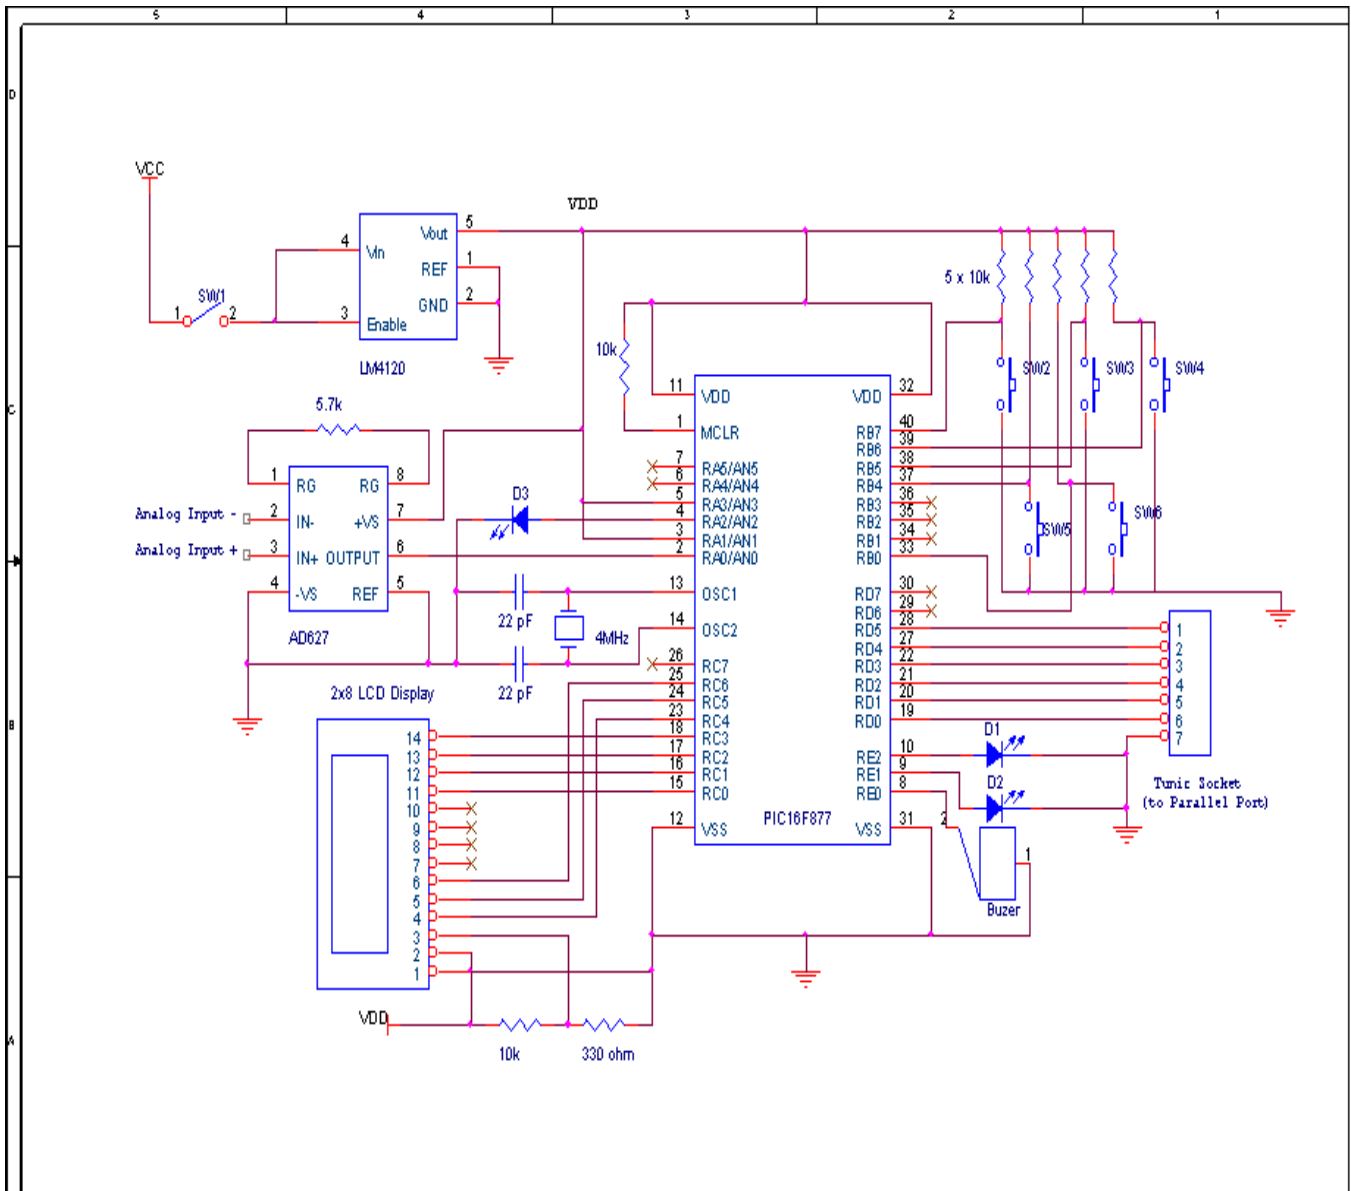 5 4 3 2 1
D
C
B
A
VCC
SW1
1 2
4 Vin
3 Enable
Vout 5
REF 1
GND 2
LM4120
VDD
5.7k
1 RG
2 IN-
3 IN+
4 -VS
RG 8
+VS 7
OUTPUT 6
REF 5
AD627
Analog Input -
Analog Input +
D3
22 pF
22 pF
4MHz
10k
5 x 10k
SW2
SW3
SW4
SW5
SW6
11 VDD
1 MCLR
7 RA5/AN5
6 RA4/AN4
5 RA3/AN3
4 RA2/AN2
3 RA1/AN1
2 RA0/AN0
13 OSC1
14 OSC2
26 RC7
25 RC6
24 RC5
23 RC4
18 RC3
17 RC2
16 RC1
15 RC0
12 VSS
VDD 32
RB7 40
RB6 39
RB5 38
RB4 37
RB3 36
RB2 35
RB1 34
RB0 33
RD7 30
RD6 29
RD5 28
RD4 27
RD3 22
RD2 21
RD1 20
RD0 19
RE2 10
RE1 9
RE0 8
VSS 31
PIC16F877
1
2
3
4
5
6
7
Tunic Socket
(to Parallel Port)
D1
D2
2
1
Buzer
2x8 LCD Display
14
13
12
11
10
9
8
7
6
5
4
3
2
1
VDD
10k
330 ohm